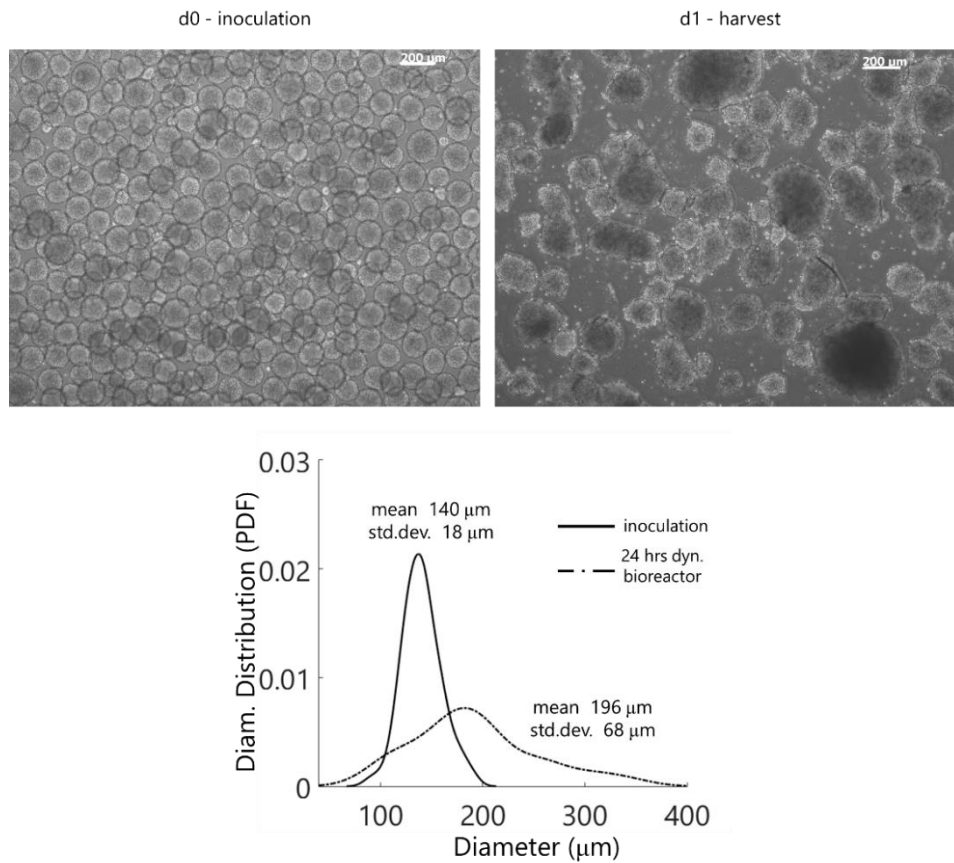 d0 - inoculation
d1 - harvest
200 µm
200 µm
0.03
mean 140 µm
std.dev. 18 µm
inoculation
24 hrs dyn.
bioreactor
0.02
Diam. Distribution (PDF)
0.01
mean 196 µm
std.dev. 68 µm
0
100
200
300
400
Diameter (µm)